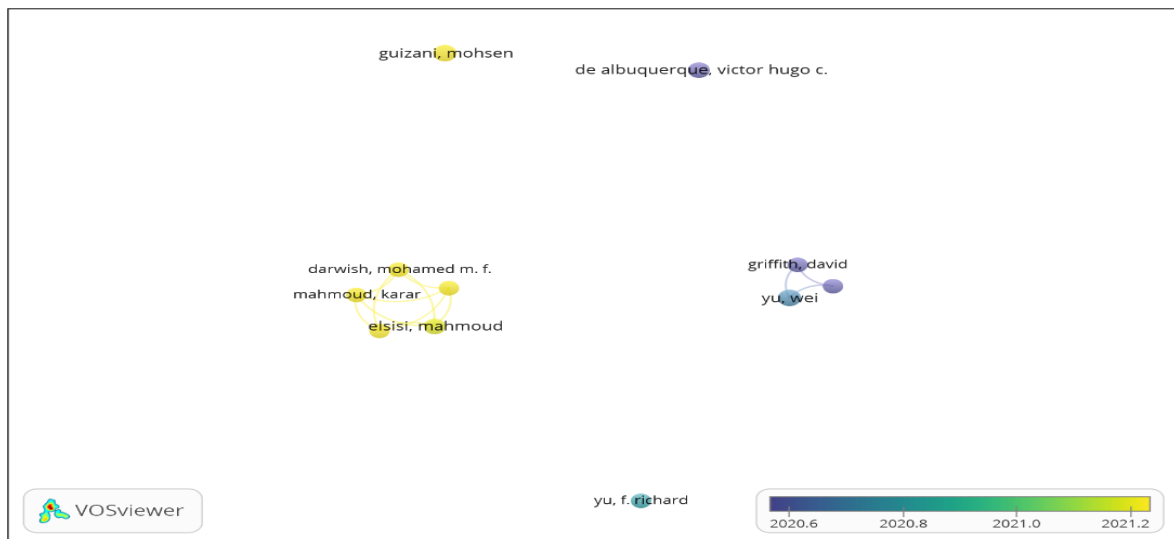 guizani, mohsen
de albuquerque, victor hugo c.
darwish, mohamed m. f.
griffith, david
mahmoud, karar
yu, wei
elsisi, mahmoud
yu, f. richard
VOSviewer
2020.6 2020.8 2021.0 2021.2